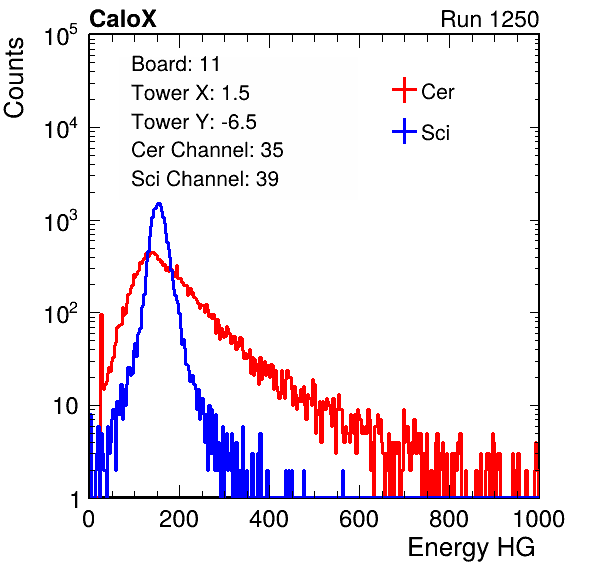 CaloX Run 1250
Counts
Board: 11
Tower X: 1.5
Tower Y: -6.5
Cer Channel: 35
Sci Channel: 39
Cer
Sci
10^5
10^4
10^3
10^2
10
1
0 200 400 600 800 1000
Energy HG